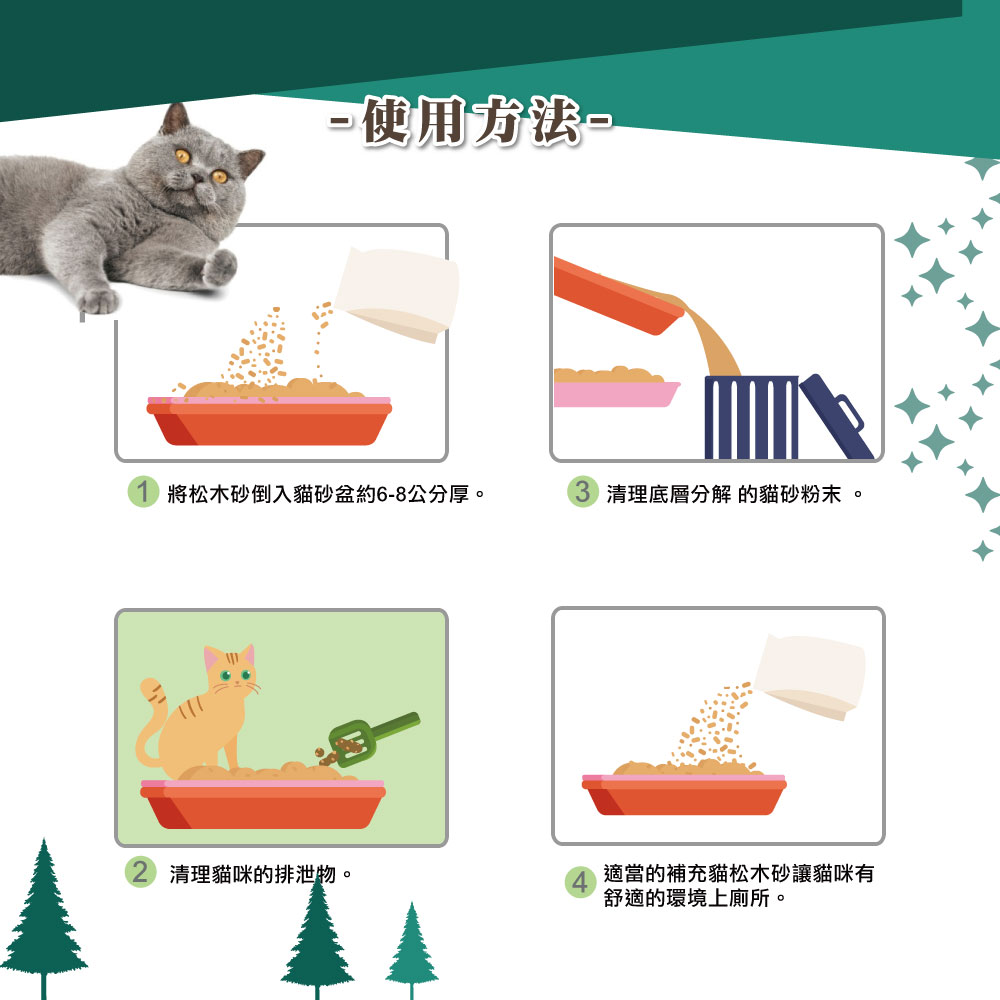 -使用方法-
1 將松木砂倒入貓砂盆約6-8公分厚。
2 清理貓咪的排泄物。
3 清理底層分解 的貓砂粉末 。
4 適當的補充貓松木砂讓貓咪有
舒適的環境上廁所。